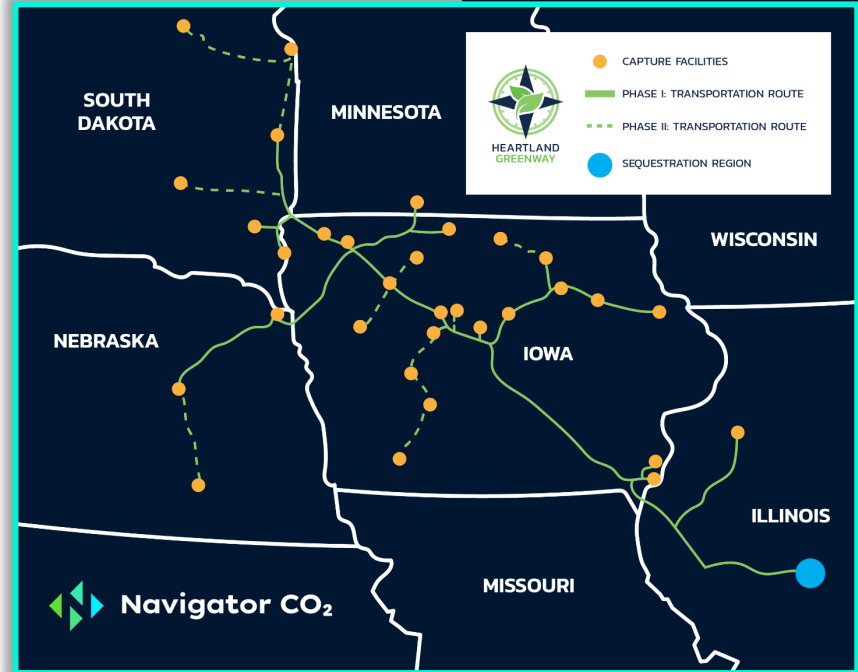 SOUTH
DAKOTA
MINNESOTA
HEARTLAND
GREENWAY
CAPTURE FACILITIES
PHASE I: TRANSPORTATION ROUTE
PHASE II: TRANSPORTATION ROUTE
SEQUESTRATION REGION
WISCONSIN
NEBRASKA
IOWA
ILLINOIS
MISSOURI
Navigator CO₂